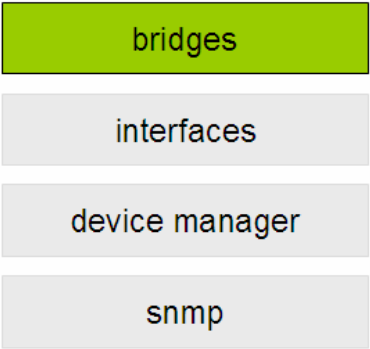 bridges
interfaces
device manager
snmp